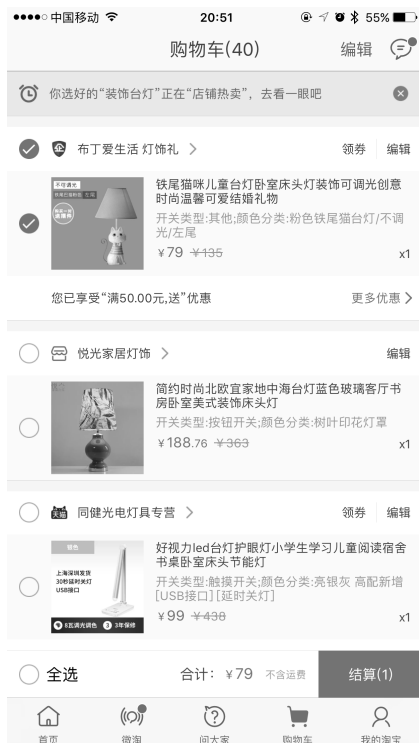 中国移动 20:51 55%
购物车(40) 编辑
你选好的“装饰台灯”正在“店铺热卖”，去看一眼吧
布丁爱生活 灯饰礼 领券 编辑
不可调光
铁尾猫咪儿童台灯卧室床头灯装饰可调光创意
时尚温馨可爱结婚礼物
开关类型:其他;颜色分类:粉色铁尾猫台灯/不调
光/左尾
￥79 ￥135 x1
您已享受“满50.00元,送”优惠 更多优惠
悦光家居灯饰 编辑
简约时尚北欧宜家地中海台灯蓝色玻璃客厅书
房卧室美式装饰床头灯
开关类型:按钮开关;颜色分类:树叶印花灯罩
￥188.76 ￥363 x1
天猫 同健光电灯具专营 领券 编辑
银色
上海深圳发货
30秒延时关灯
USB接口
8瓦调光调色 3年保修
好视力led台灯护眼灯小学生学习儿童阅读宿舍
书桌卧室床头节能灯
开关类型:触摸开关;颜色分类:亮银灰 高配新增
[USB接口] [延时关灯]
￥99 ￥438 x1
全选 合计：￥79 不含运费 结算(1)
首页 微淘 问大家 购物车 我的淘宝